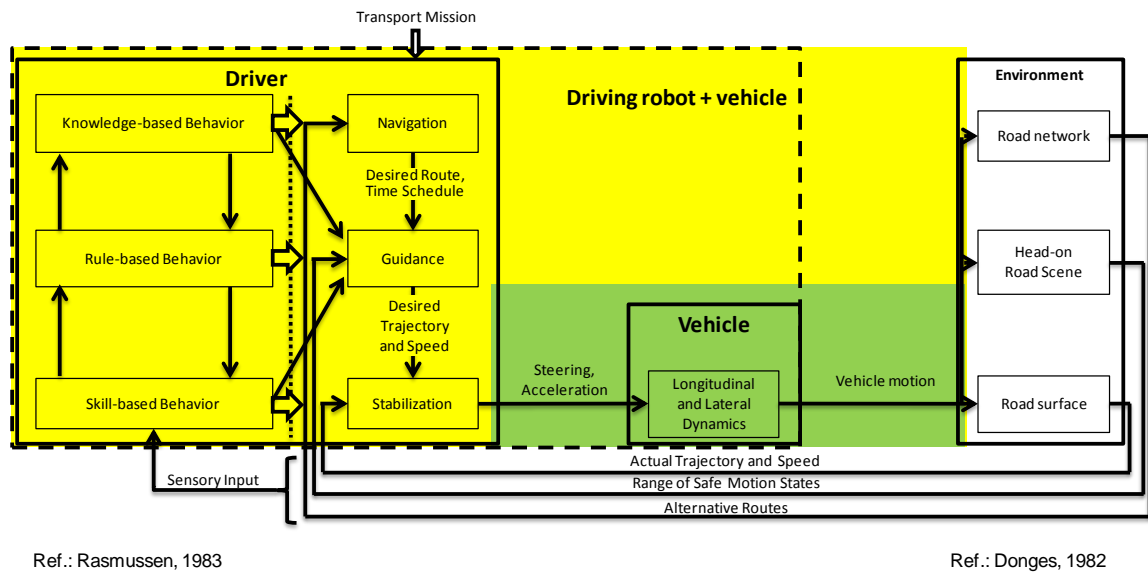 Transport Mission
Driver
Driving robot + vehicle
Environment
Knowledge-based Behavior
Navigation
Road network
Desired Route,
Time Schedule
Rule-based Behavior
Guidance
Head-on
Road Scene
Desired
Trajectory
and Speed
Vehicle
Steering,
Acceleration
Skill-based Behavior
Stabilization
Longitudinal
and Lateral
Dynamics
Vehicle motion
Road surface
Actual Trajectory and Speed
Sensory Input
Range of Safe Motion States
Alternative Routes
Ref.: Rasmussen, 1983
Ref.: Donges, 1982